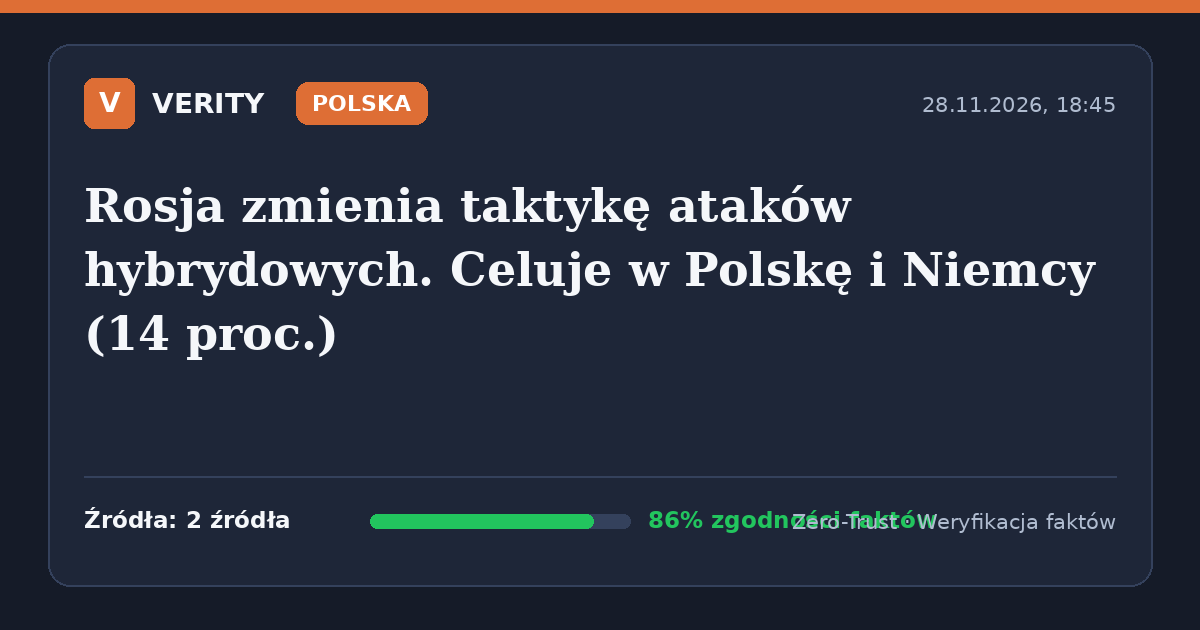 V VERITY POLSKA 28.11.2026, 18:45
Rosja zmienia taktykę ataków
hybrydowych. Celuje w Polskę i Niemcy
(14 proc.)
Źródła: 2 źródła 86% zgodności faktów Zero-Trust · Weryfikacja faktów